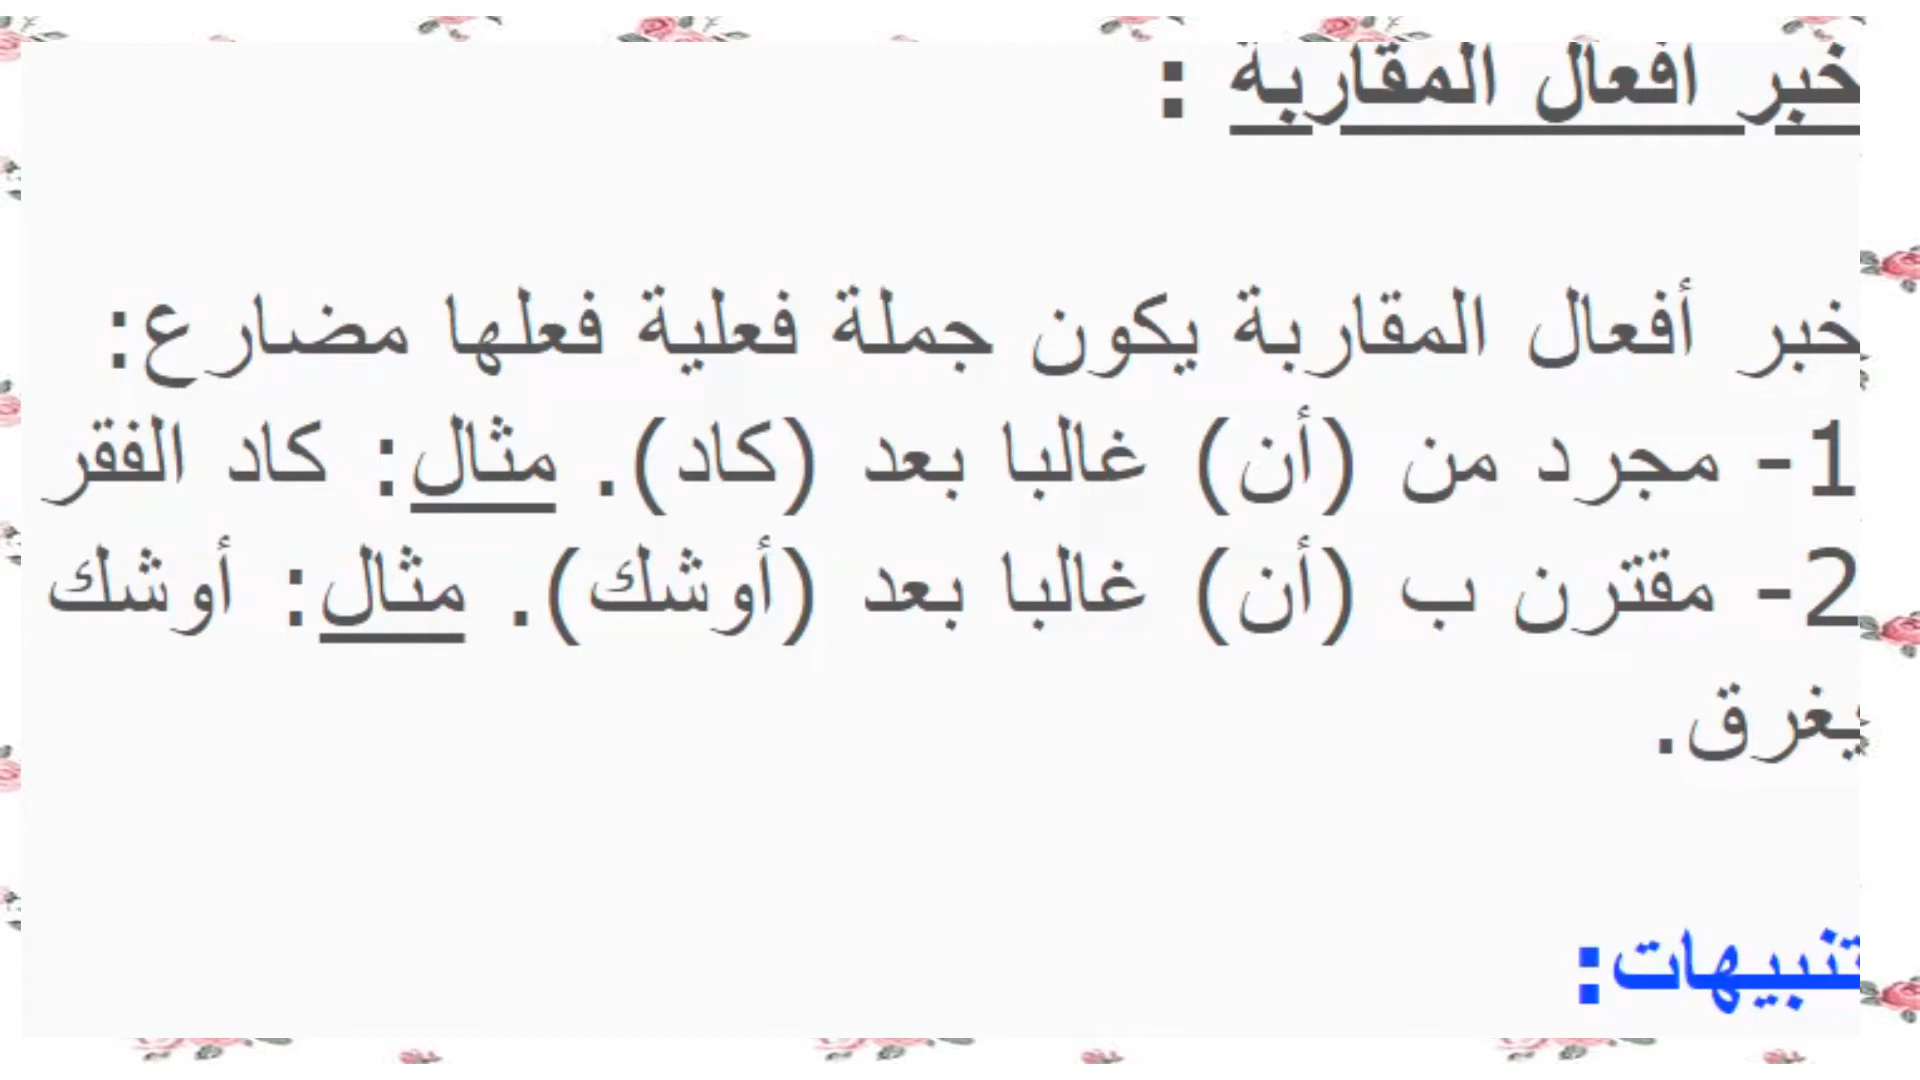 خبر افعال المقاربة :
خبر أفعال المقاربة يكون جملة فعلية فعلها مضارع:
1- مجرد من (أن) غالبا بعد (كاد). مثال: كاد الفقر
2- مقترن ب (أن) غالبا بعد (أوشك). مثال: أوشك
يغرق.
تنبيهات: